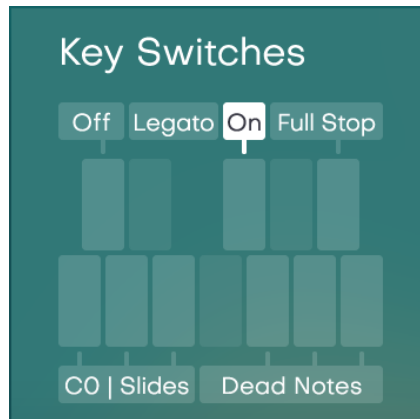 Key Switches
Off Legato On Full Stop
C0 | Slides Dead Notes